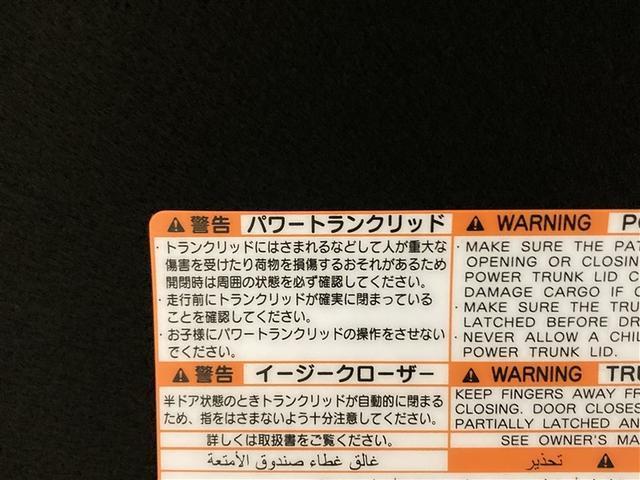 ⚠警告 パワートランクリッド
・トランクリッドにはさまれるなどして人が重大な
傷害を受けたり荷物を損傷するおそれがあるため
開閉時は周囲の状態を必ず確認してください。
・走行前にトランクリッドが確実に閉まっている
ことを確認してください。
・お子様にパワートランクリッドの操作をさせない
でください。
⚠警告 イージークローザー
半ドア状態のときトランクリッドが自動的に閉まる
ため、指をはさまないよう十分注意してください。
詳しくは取扱書をご覧ください。
⚠ WARNING
・MAKE SURE THE
OPENING OR
POWER TRUNK LID
DAMAGE CARGO IF
・MAKE SURE THE
LATCHED BEFORE
・NEVER ALLOW A
POWER TRUNK LID.
⚠ WARNING
KEEP FINGERS AWAY
CLOSING. DOOR CLOSES
PARTIALLY LATCHED
SEE OWNER'S
⚠ تحذير
غالق غطاء صندوق الأمتعة